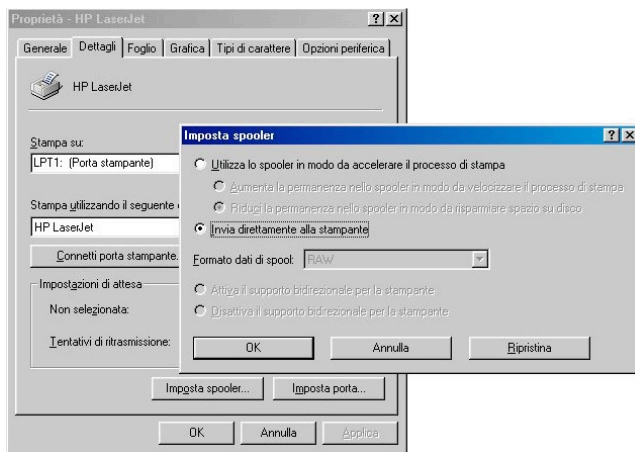 Proprietà - HP LaserJet
Generale Dettagli Foglio Grafica Tipi di carattere Opzioni periferica
HP LaserJet
Stampa su:
LPT1: (Porta stampante)
Stampa utilizzando il seguente
HP LaserJet
Connetti porta stampante.
Impostazioni di attesa
Non selezionata:
Tentativi di ritrasmissione:
Imposta spooler... Imposta porta...
OK Annulla Applica
Imposta spooler
Utilizza lo spooler in modo da accelerare il processo di stampa
Aumenta la permanenza nello spooler in modo da velocizzare il processo di stampa
Riduci la permanenza nello spooler in modo da risparmiare spazio su disco
Invia direttamente alla stampante
Formato dati di spool: RAW
Attiva il supporto bidirezionale per la stampante
Disattiva il supporto bidirezionale per la stampante
OK Annulla Ripristina